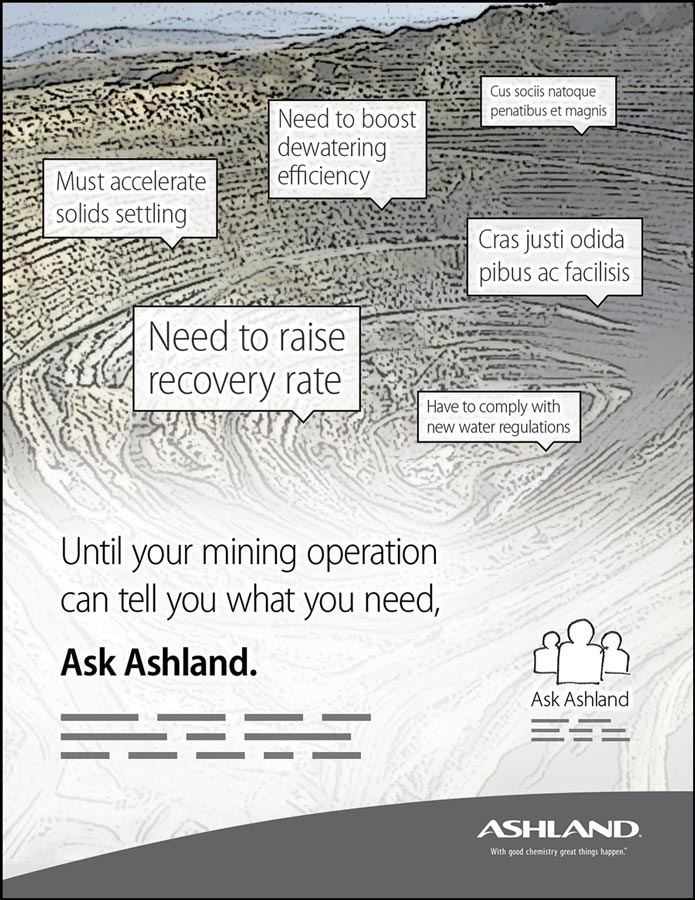 Cus sociis natoque
penatibus et magnis
Need to boost
dewatering
efficiency
Must accelerate
solids settling
Cras justi odida
pibus ac facilisis
Need to raise
recovery rate
Have to comply with
new water regulations
Until your mining operation
can tell you what you need,
Ask Ashland.
Ask Ashland
ASHLAND®
With good chemistry great things happen.™